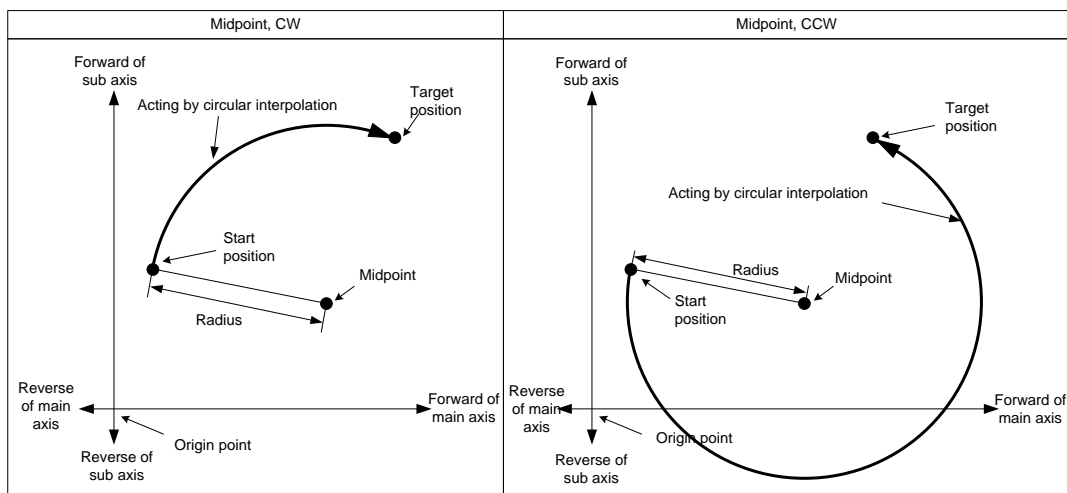 Midpoint, CW
Midpoint, CCW
Forward of
sub axis
Acting by circular interpolation
Target
position
Start
position
Midpoint
Radius
Reverse
of main
axis
Forward of
main axis
Origin point
Reverse of
sub axis
Forward of
sub axis
Target
position
Acting by circular interpolation
Radius
Midpoint
Start
position
Reverse
of main
axis
Forward of
main axis
Origin point
Reverse of
sub axis